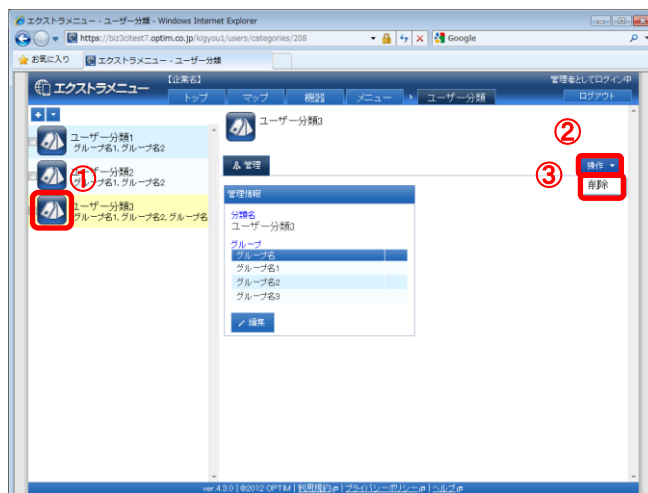 エクストラメニュー - ユーザー分類 - Windows Internet Explorer
https://biz3citest7.optim.co.jp/kigyou1/users/categories/208
Google
お気に入り
エクストラメニュー - ユーザー分類
エクストラメニュー
【企業名】
管理者としてログイン中
トップ
マップ
機器
メニュー
ユーザー分類
ログアウト
ユーザー分類1
グループ名1, グループ名2
ユーザー分類2
グループ名1, グループ名2
ユーザー分類3
グループ名1, グループ名2, グループ名
①
ユーザー分類3
②
管理
操作
③
削除
管理情報
分類名
ユーザー分類3
グループ
グループ名
グループ名1
グループ名2
グループ名3
編集
ver.4.3.0 | ©2012 OPTiM | 利用規約 | プライバシーポリシー | ヘルプ